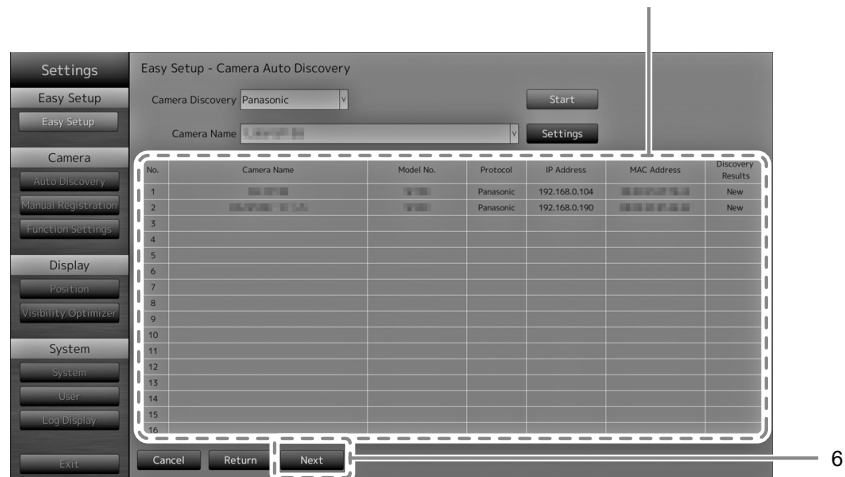 Settings
Easy Setup - Camera Auto Discovery
Easy Setup
Camera Discovery Panasonic Start
Easy Setup
Camera Name Settings
Camera
No. Camera Name Model No. Protocol IP Address MAC Address Discovery Results
Auto Discovery
1 Panasonic 192.168.0.104 New
Manual Registration
2 Panasonic 192.168.0.190 New
3
Function Settings
4
5
Display
6
Position
7
8
Visibility Optimizer
9
10
System
11
System
12
13
User
14
Log Display
15
16
Exit
Cancel Return Next
6